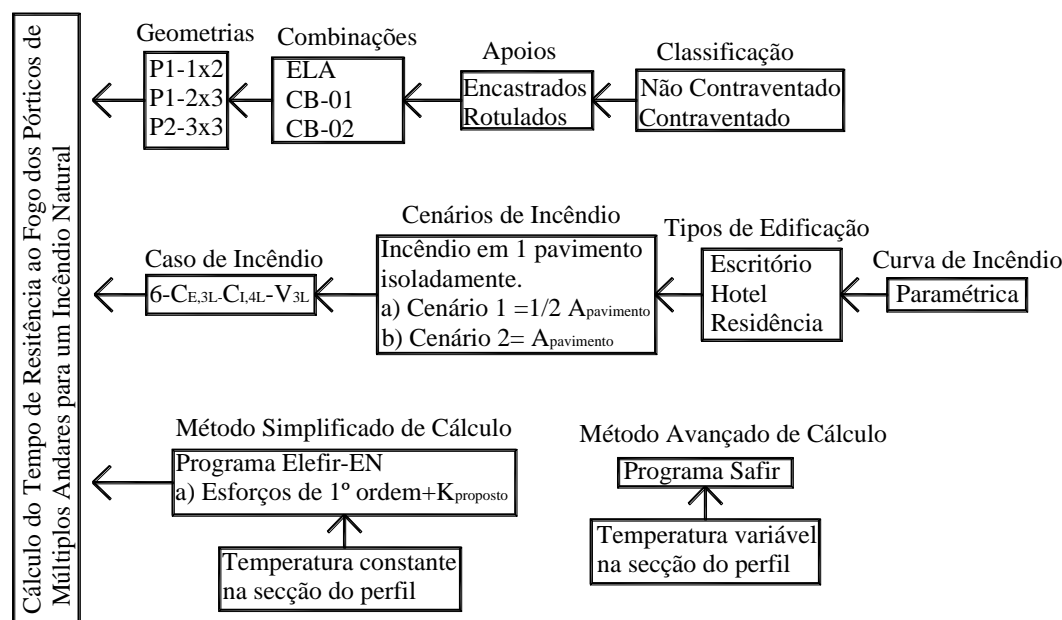 Cálculo do Tempo de Resitência ao Fogo dos Pórticos de
Múltiplos Andares para um Incêndio Natural
Geometrias
P1-1x2
P1-2x3
P2-3x3
Combinações
ELA
CB-01
CB-02
Apoios
Encastrados
Rotulados
Classificação
Não Contraventado
Contraventado
Caso de Incêndio
6-CE,3L-CI,4L-V3L
Cenários de Incêndio
Incêndio em 1 pavimento
isoladamente.
a) Cenário 1 =1/2 Apavimento
b) Cenário 2= Apavimento
Tipos de Edificação
Escritório
Hotel
Residência
Curva de Incêndio
Paramétrica
Método Simplificado de Cálculo
Programa Elefir-EN
a) Esforços de 1º ordem+Kproposto
Temperatura constante
na secção do perfil
Método Avançado de Cálculo
Programa Safir
Temperatura variável
na secção do perfil